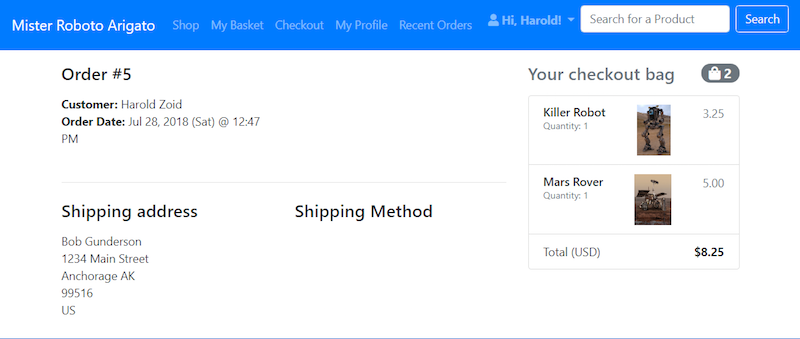 Mister Roboto Arigato Shop My Basket Checkout My Profile Recent Orders Hi, Harold! Search for a Product Search
Order #5
Customer: Harold Zoid
Order Date: Jul 28, 2018 (Sat) @ 12:47
PM
Shipping address
Bob Gunderson
1234 Main Street
Anchorage AK
99516
US
Shipping Method
Your checkout bag 2
Killer Robot 3.25
Quantity: 1
Mars Rover 5.00
Quantity: 1
Total (USD) $8.25